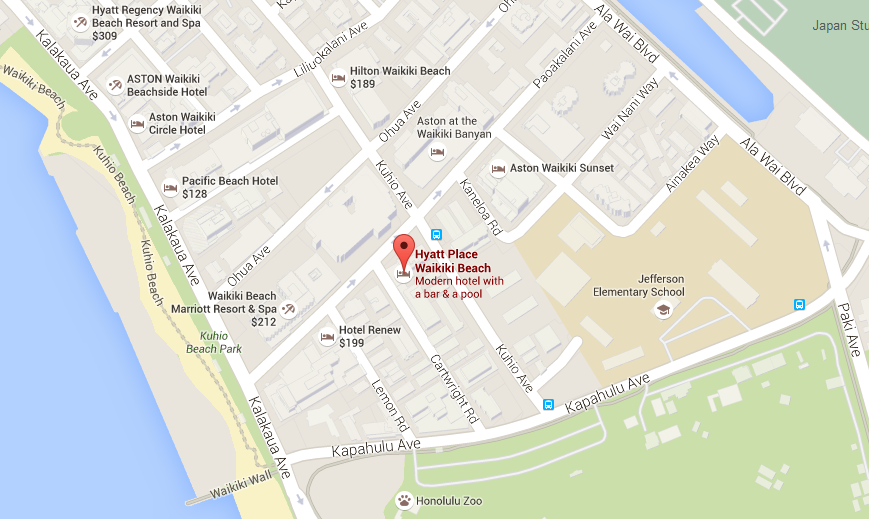 Hyatt Regency Waikiki
Beach Resort and Spa
$309
Kalakaua Ave
Waikiki Beach
ASTON Waikiki
Beachside Hotel
Liliuokalani Ave
Hilton Waikiki Beach
$189
Ohua Ave
Paoakalani Ave
Ala Wai Blvd
Japan Stu
Aston Waikiki
Circle Hotel
Aston at the
Waikiki Banyan
Wai Nani Way
Kuhio Beach
Pacific Beach Hotel
$128
Kuhio Ave
Aston Waikiki Sunset
Kaneloa Rd
Ainakea Way
Ala Wai Blvd
Kalakaua Ave
Kuhio Beach
Ohua Ave
Hyatt Place
Waikiki Beach
Modern hotel with
a bar & a pool
Jefferson
Elementary School
Waikiki Beach
Marriott Resort & Spa
$212
Hotel Renew
$199
Kuhio
Beach Park
Kuhio Ave
Cartwright Rd
Lemon Rd
Paki Ave
Kapahulu Ave
Kalakaua Ave
Kapahulu Ave
Waikiki Wall
Honolulu Zoo